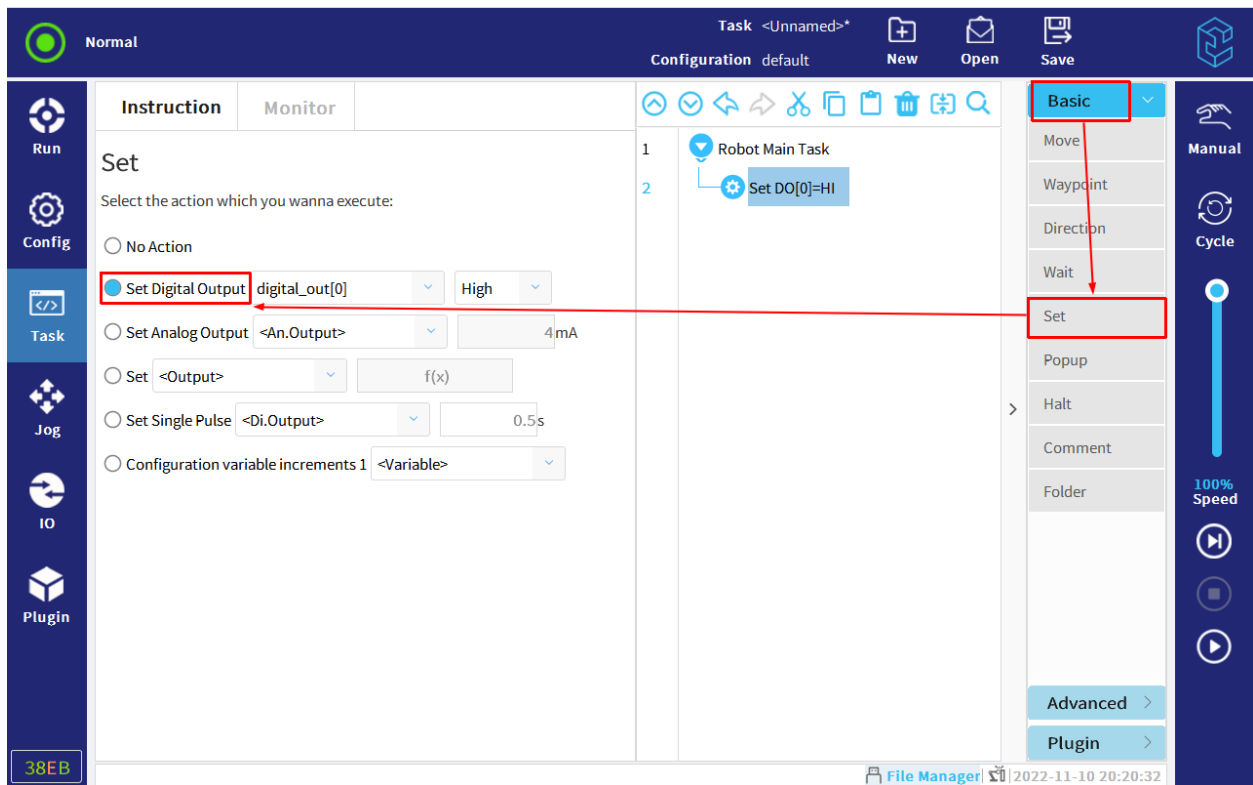 Normal
Task <Unnamed>*
Configuration default
New
Open
Save
Run
Config
Task
Jog
IO
Plugin
38EB
Instruction
Monitor
Set
Select the action which you wanna execute:
No Action
Set Digital Output digital_out[0] High
Set Analog Output <An.Output> 4mA
Set <Output> f(x)
Set Single Pulse <Di.Output> 0.5s
Configuration variable increments 1 <Variable>
1 Robot Main Task
2 Set DO[0]=HI
Basic
Move
Waypoint
Direction
Wait
Set
Popup
Halt
Comment
Folder
Advanced
Plugin
Manual
Cycle
100%
Speed
File Manager
2022-11-10 20:20:32